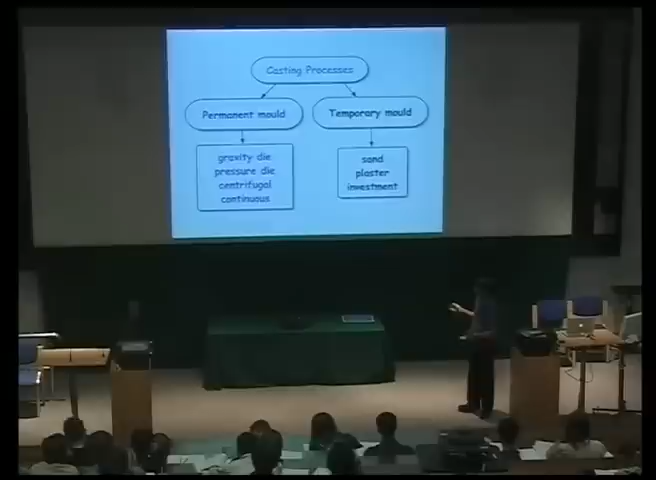 Casting Processes
Permanent mould
Temporary mould
gravity die
pressure die
centrifugal
continuous
sand
plaster
investment